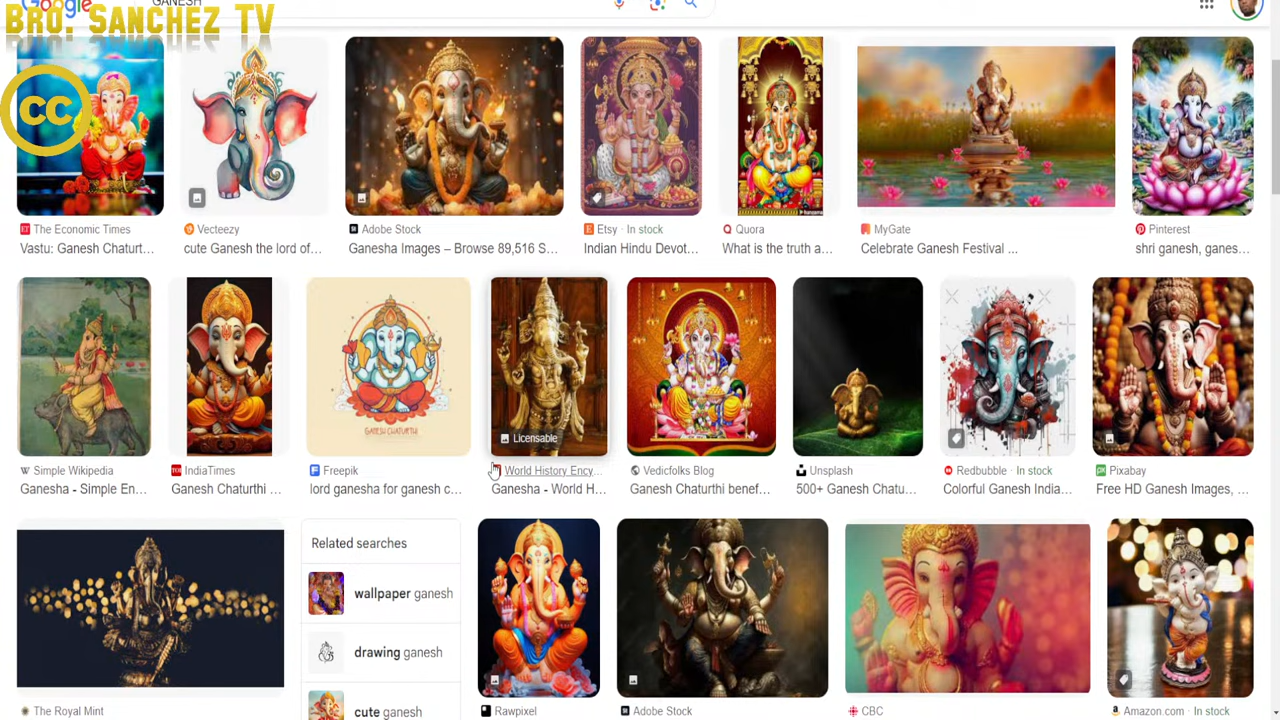 BRO. SANCHEZ TV
Google
GANESH
CC
The Economic Times
Vastu: Ganesh Chaturt...
Vecteezy
cute Ganesh the lord of...
Adobe Stock
Ganesha Images – Browse 89,516 S...
Etsy · In stock
Indian Hindu Devot...
Quora
What is the truth a...
MyGate
Celebrate Ganesh Festival ...
Pinterest
shri ganesh, ganes...
GANESH CHATURTHI
Licensable
Simple Wikipedia
Ganesha - Simple En...
IndiaTimes
Ganesh Chaturthi ...
Freepik
lord ganesha for ganesh c...
World History Ency...
Ganesha - World H...
Vedicfolks Blog
Ganesh Chaturthi benef...
Unsplash
500+ Ganesh Chatu...
Redbubble · In stock
Colorful Ganesh India...
Pixabay
Free HD Ganesh Images, ...
Related searches
wallpaper ganesh
drawing ganesh
cute ganesh
The Royal Mint
Rawpixel
Adobe Stock
CBC
Amazon.com · In stock